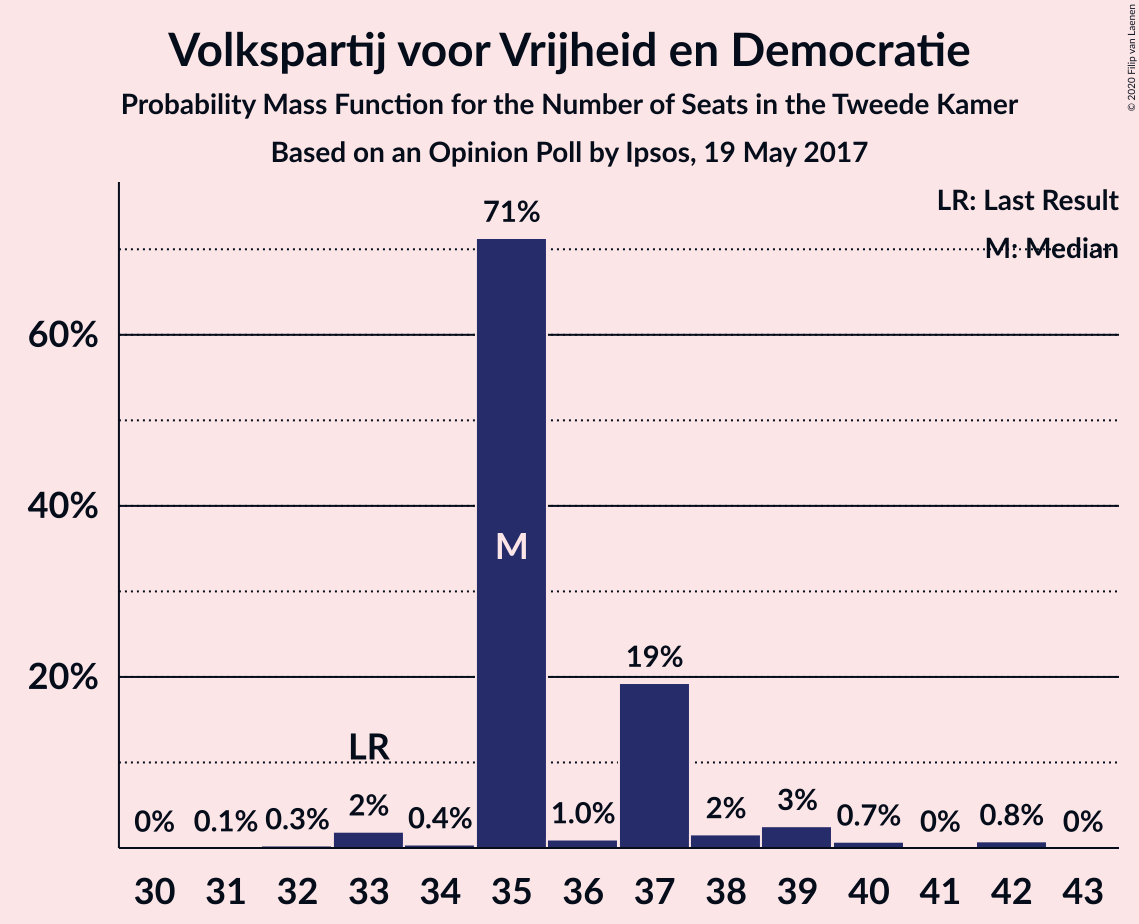 Volkspartij voor Vrijheid en Democratie
Probability Mass Function for the Number of Seats in the Tweede Kamer
Based on an Opinion Poll by Ipsos, 19 May 2017
© 2020 Filip van Laenen
LR: Last Result
M: Median
60%
40%
20%
0%
0.1%
0.3%
2%
LR
0.4%
71%
M
1.0%
19%
2%
3%
0.7%
0%
0.8%
0%
30 31 32 33 34 35 36 37 38 39 40 41 42 43